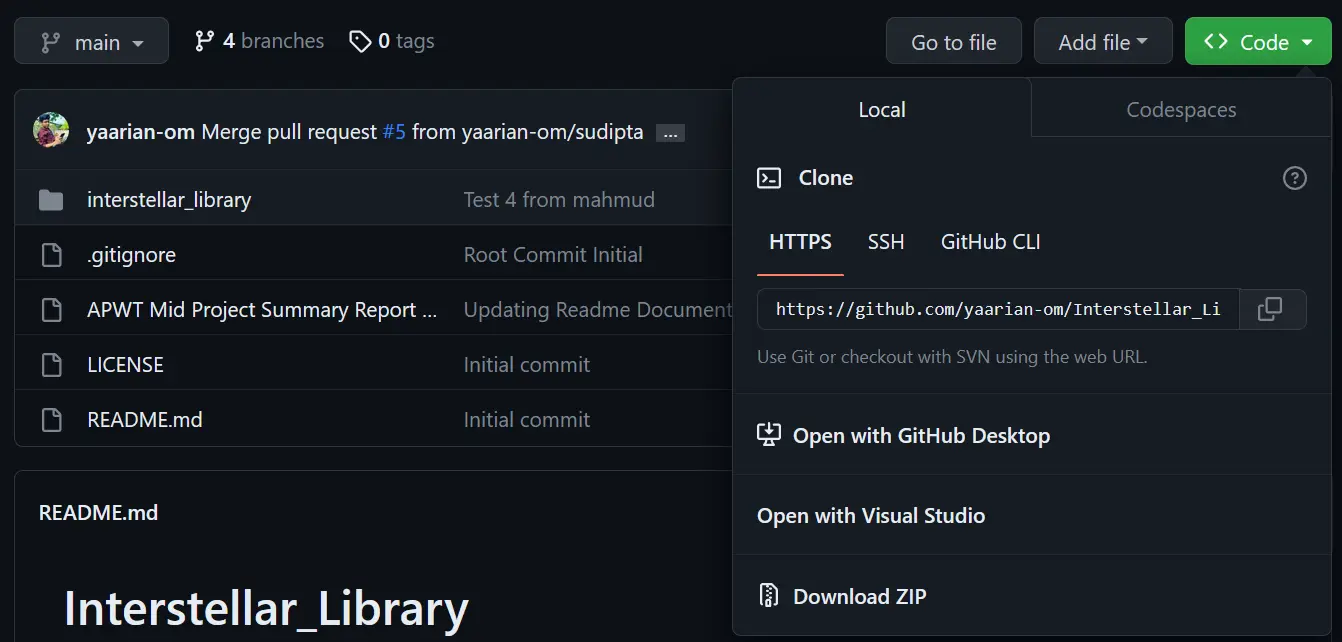 main 4 branches 0 tags Go to file Add file Code
yaarian-om Merge pull request #5 from yaarian-om/sudipta ...
interstellar_library Test 4 from mahmud
.gitignore Root Commit Initial
APWT Mid Project Summary Report ... Updating Readme Document
LICENSE Initial commit
README.md Initial commit
README.md
Interstellar_Library
Local Codespaces
Clone
HTTPS SSH GitHub CLI
https://github.com/yaarian-om/Interstellar_Li
Use Git or checkout with SVN using the web URL.
Open with GitHub Desktop
Open with Visual Studio
Download ZIP